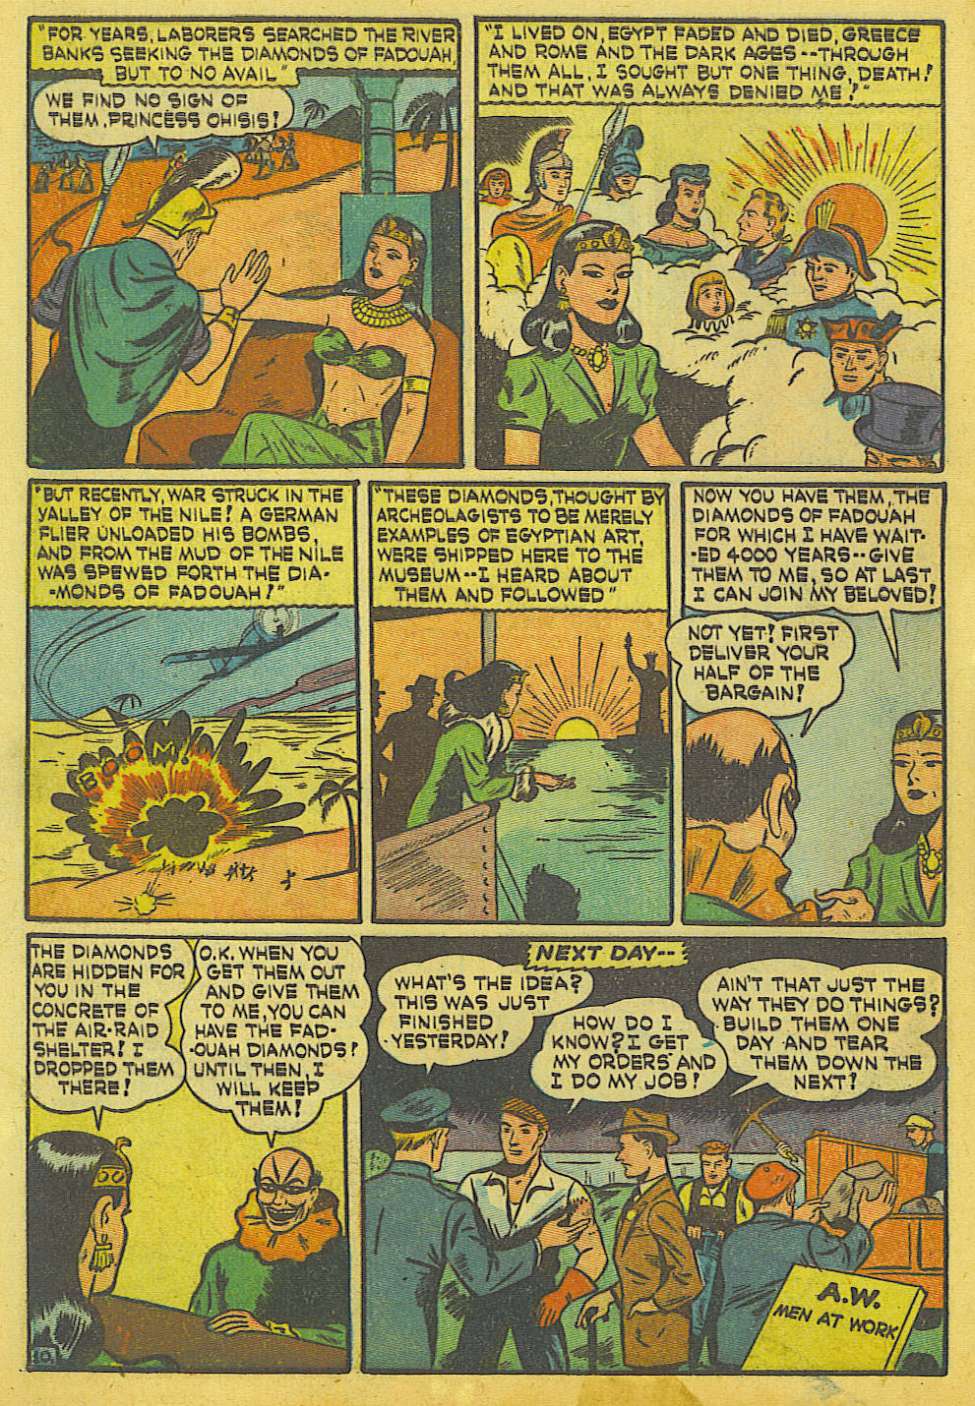 "FOR YEARS, LABORERS SEARCHED THE RIVER
BANKS SEEKING THE DIAMONDS OF FADOUAH,
BUT TO NO AVAIL"
WE FIND NO SIGN OF
THEM, PRINCESS OHISIS!
"I LIVED ON, EGYPT FADED AND DIED, GREECE
AND ROME AND THE DARK AGES--THROUGH
THEM ALL, I SOUGHT BUT ONE THING, DEATH!
AND THAT WAS ALWAYS DENIED ME!"
"BUT RECENTLY, WAR STRUCK IN THE
VALLEY OF THE NILE! A GERMAN
FLIER UNLOADED HIS BOMBS,
AND FROM THE MUD OF THE NILE
WAS SPEWED FORTH THE DIA-
-MONDS OF FADOUAH!"
BOOM!
"THESE DIAMONDS, THOUGHT BY
ARCHEOLAGISTS TO BE MERELY
EXAMPLES OF EGYPTIAN ART,
WERE SHIPPED HERE TO THE
MUSEUM--I HEARD ABOUT
THEM AND FOLLOWED"
NOW YOU HAVE THEM, THE
DIAMONDS OF FADOUAH
FOR WHICH I HAVE WAIT-
-ED 4000 YEARS--GIVE
THEM TO ME, SO AT LAST
I CAN JOIN MY BELOVED!
NOT YET! FIRST
DELIVER YOUR
HALF OF THE
BARGAIN!
THE DIAMONDS
ARE HIDDEN FOR
YOU IN THE
CONCRETE OF
THE AIR-RAID
SHELTER! I
DROPPED THEM
THERE!
O.K. WHEN YOU
GET THEM OUT
AND GIVE THEM
TO ME, YOU CAN
HAVE THE FAD-
-OUAH DIAMONDS!
UNTIL THEN, I
WILL KEEP
THEM!
10
NEXT DAY--
WHAT'S THE IDEA?
THIS WAS JUST
FINISHED
YESTERDAY!
HOW DO I
KNOW? I GET
MY ORDERS AND
I DO MY JOB!
AIN'T THAT JUST THE
WAY THEY DO THINGS?
BUILD THEM ONE
DAY AND TEAR
THEM DOWN THE
NEXT?
A.W.
MEN AT WORK